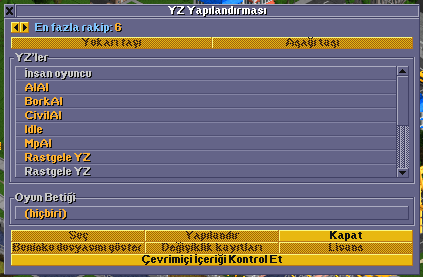 YZ Yapılandırması
En fazla rakip: 6
Yukarı taşı Aşağı taşı
YZ'ler
İnsan oyuncu
AIAI
BorkAI
CivilAI
Idle
MpAI
Rastgele YZ
Rastgele YZ
Oyun Betiği
(hiçbiri)
Seç Yapılandır Kapat
Benioku dosyasını göster Değişiklik kayıtları Lisans
Çevrimiçi İçeriği Kontrol Et